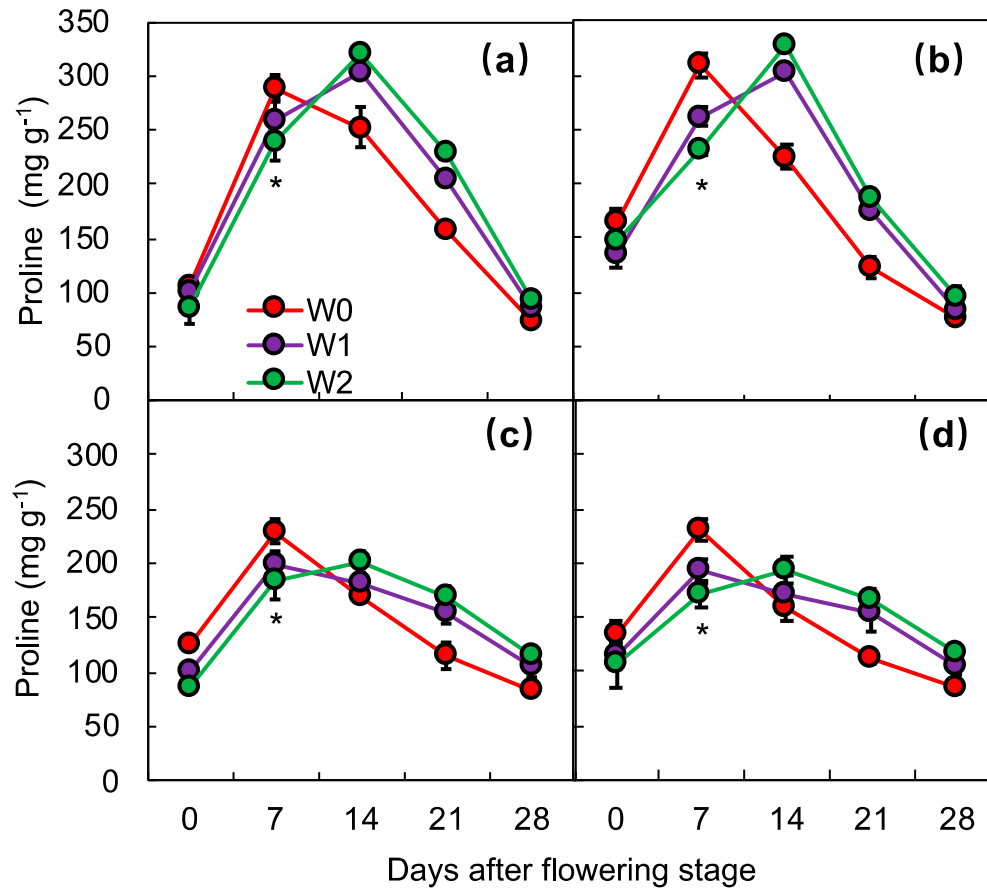 350
300
250
200
150
100
50
0
Proline (mg g⁻¹)
(a)
*
W0
W1
W2
(b)
*
300
250
200
150
100
50
0
Proline (mg g⁻¹)
(c)
*
(d)
*
0 7 14 21 28 0 7 14 21 28
Days after flowering stage